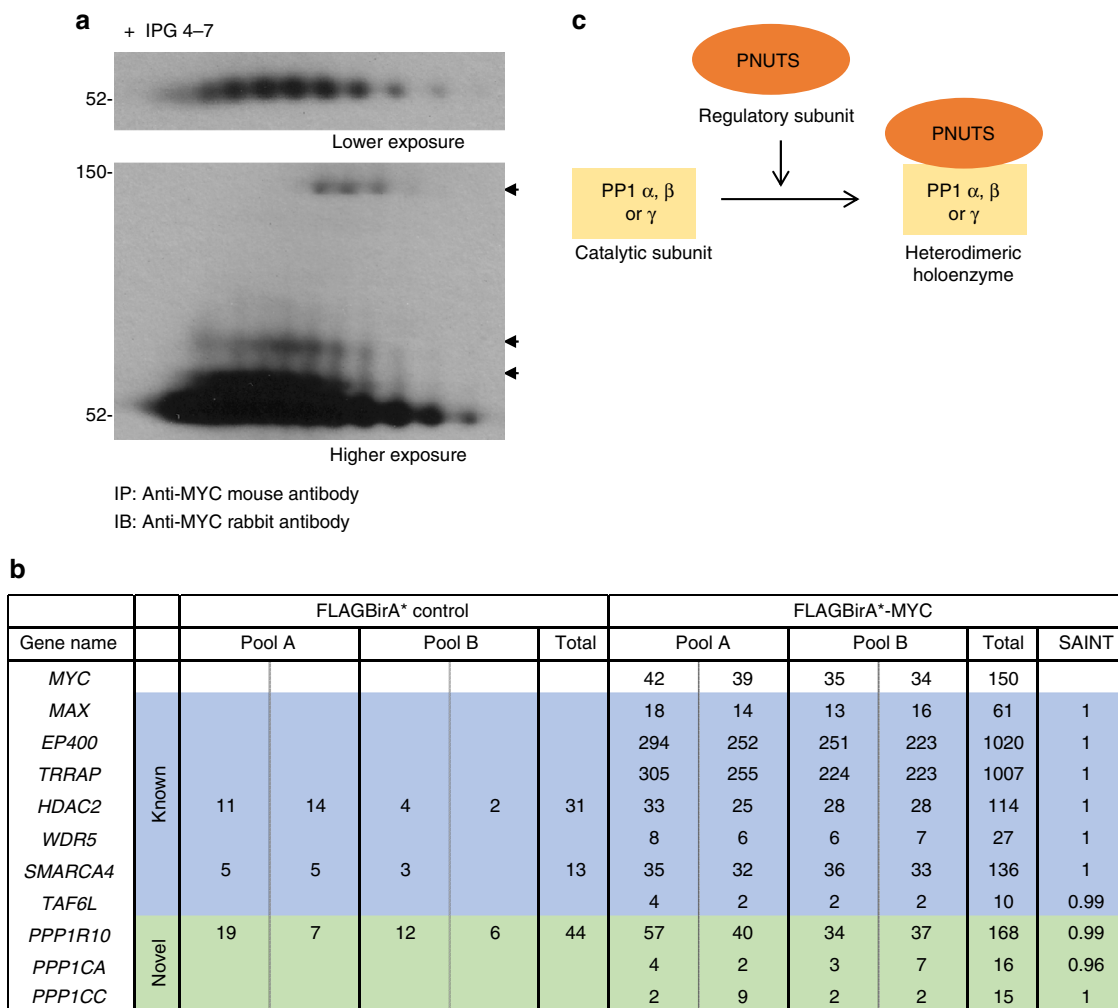 a
+ IPG 4–7
52-
Lower exposure
150-
52-
Higher exposure
IP: Anti-MYC mouse antibody
IB: Anti-MYC rabbit antibody
c
PNUTS
Regulatory subunit
PP1 α, β
or γ
Catalytic subunit
PNUTS
PP1 α, β
or γ
Heterodimeric
holoenzyme
b
FLAGBirA* control FLAGBirA*-MYC
Gene name Pool A Pool B Total Pool A Pool B Total SAINT
MYC 42 39 35 34 150
Known
MAX 18 14 13 16 61 1
EP400 294 252 251 223 1020 1
TRRAP 305 255 224 223 1007 1
HDAC2 11 14 4 2 31 33 25 28 28 114 1
WDR5 8 6 6 7 27 1
SMARCA4 5 5 3 13 35 32 36 33 136 1
TAF6L 4 2 2 2 10 0.99
Novel
PPP1R10 19 7 12 6 44 57 40 34 37 168 0.99
PPP1CA 4 2 3 7 16 0.96
PPP1CC 2 9 2 2 15 1